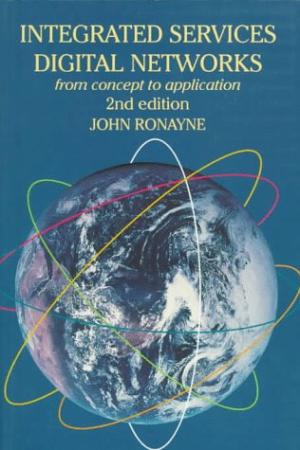 INTEGRATED SERVICES
DIGITAL NETWORKS
from concept to application
2nd edition
JOHN RONAYNE